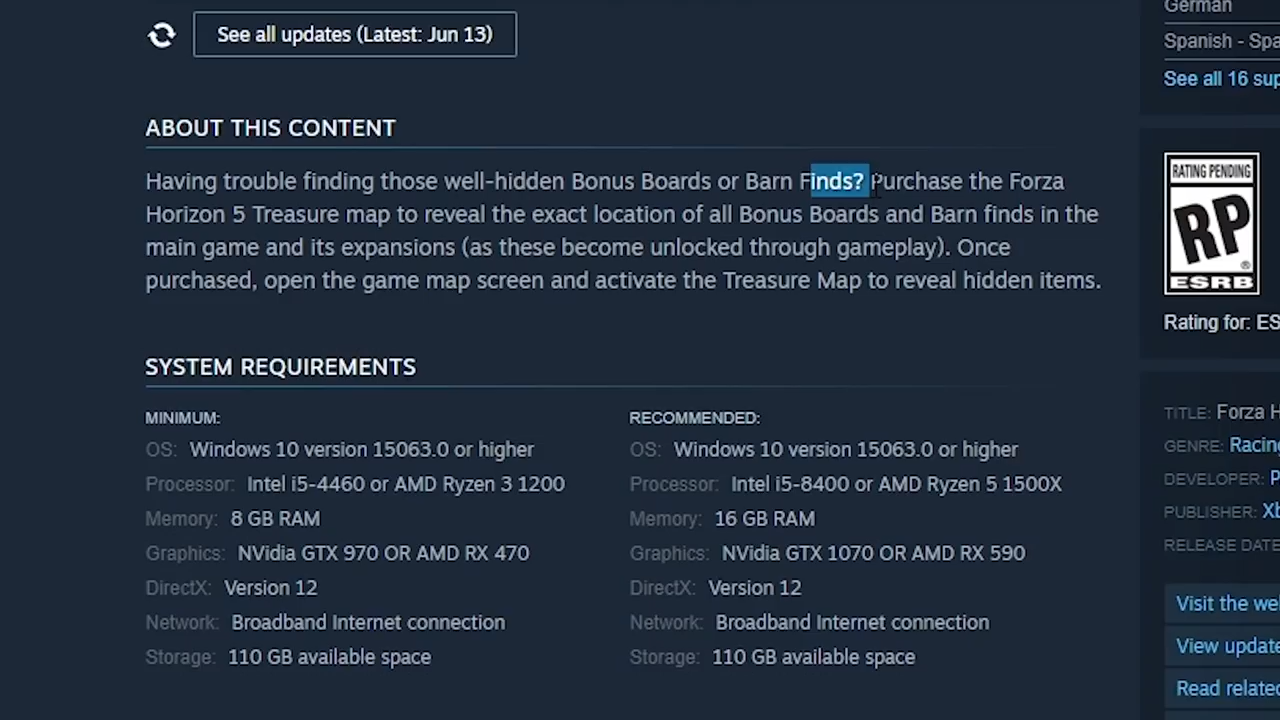 See all updates (Latest: Jun 13)
ABOUT THIS CONTENT
Having trouble finding those well-hidden Bonus Boards or Barn Finds? Purchase the Forza
Horizon 5 Treasure map to reveal the exact location of all Bonus Boards and Barn finds in the
main game and its expansions (as these become unlocked through gameplay). Once
purchased, open the game map screen and activate the Treasure Map to reveal hidden items.
SYSTEM REQUIREMENTS
MINIMUM:
OS: Windows 10 version 15063.0 or higher
Processor: Intel i5-4460 or AMD Ryzen 3 1200
Memory: 8 GB RAM
Graphics: NVidia GTX 970 OR AMD RX 470
DirectX: Version 12
Network: Broadband Internet connection
Storage: 110 GB available space
RECOMMENDED:
OS: Windows 10 version 15063.0 or higher
Processor: Intel i5-8400 or AMD Ryzen 5 1500X
Memory: 16 GB RAM
Graphics: NVidia GTX 1070 OR AMD RX 590
DirectX: Version 12
Network: Broadband Internet connection
Storage: 110 GB available space
German
Spanish - Spa
See all 16 sup
RATING PENDING
RP
®
ESRB
Rating for: ES
TITLE: Forza H
GENRE: Racing
DEVELOPER: P
PUBLISHER: Xb
RELEASE DATE
Visit the we
View update
Read related